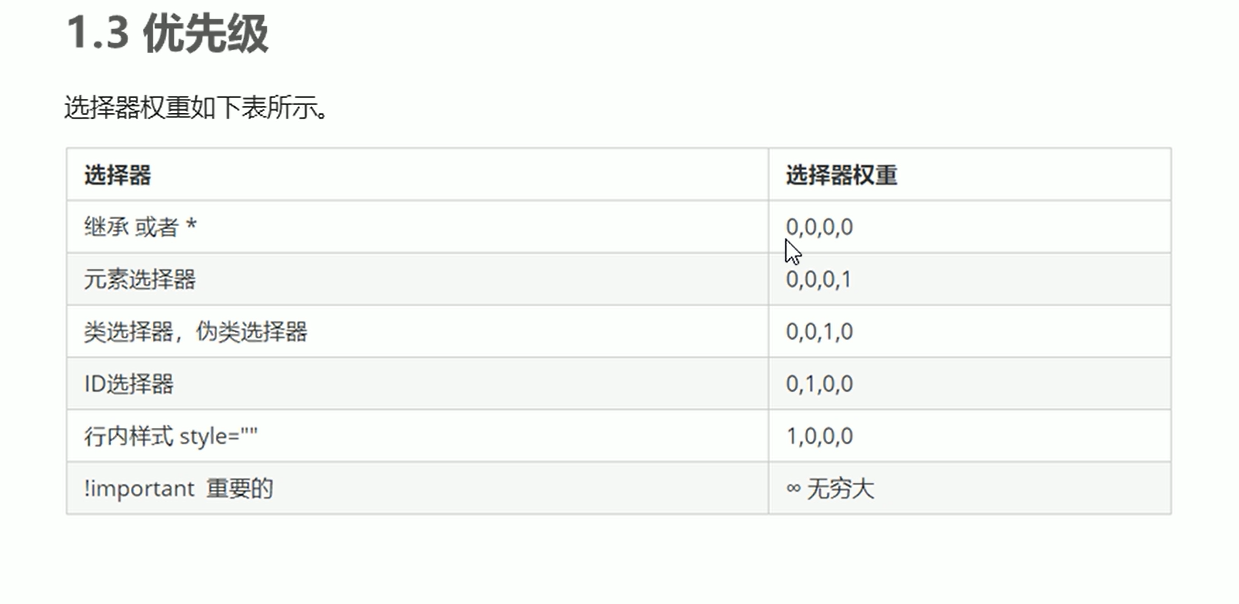 1.3 优先级
选择器权重如下表所示。
选择器 选择器权重
继承 或者 * 0,0,0,0
元素选择器 0,0,0,1
类选择器，伪类选择器 0,0,1,0
ID选择器 0,1,0,0
行内样式 style="" 1,0,0,0
!important 重要的 ∞ 无穷大